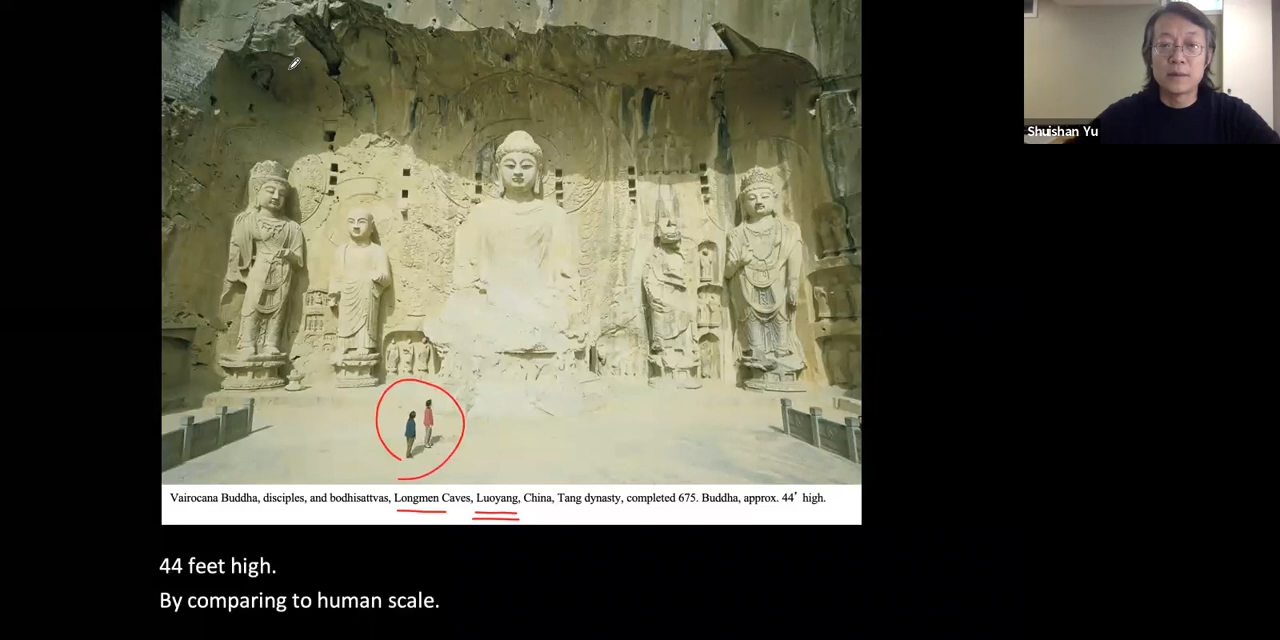 Shuishan Yu
Vairocana Buddha, disciples, and bodhisattvas, Longmen Caves, Luoyang, China, Tang dynasty, completed 675. Buddha, approx. 44′ high.
44 feet high.
By comparing to human scale.